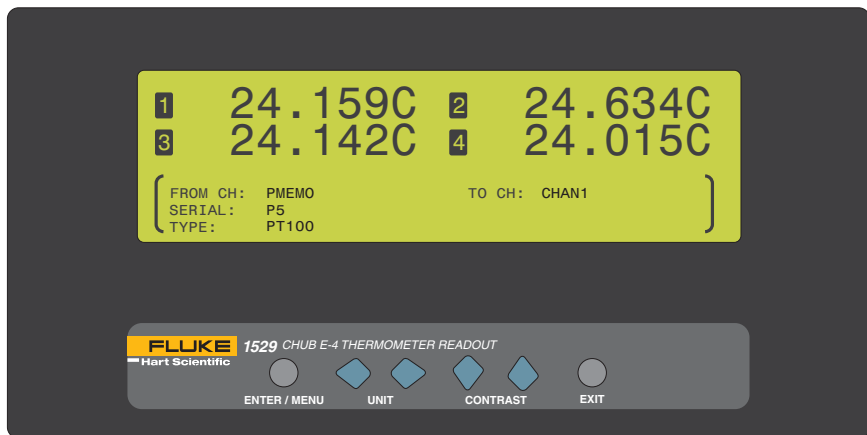 1 24.159C 2 24.634C
3 24.142C 4 24.015C
FROM CH: PMEMO TO CH: CHAN1
SERIAL: P5
TYPE: PT100
FLUKE 1529 CHUB E-4 THERMOMETER READOUT
Hart Scientific
ENTER / MENU UNIT CONTRAST EXIT